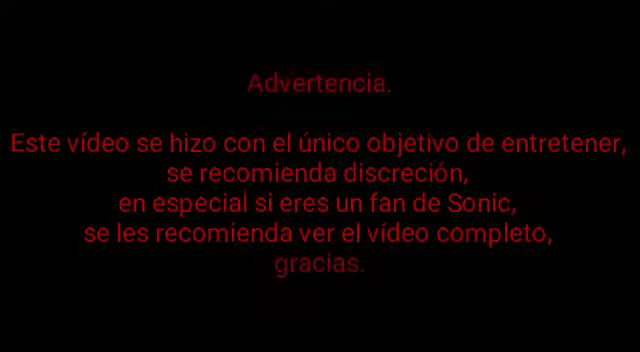 Advertencia.
Este vídeo se hizo con el único objetivo de entretener,
se recomienda discreción,
en especial si eres un fan de Sonic,
se les recomienda ver el vídeo completo,
gracias.